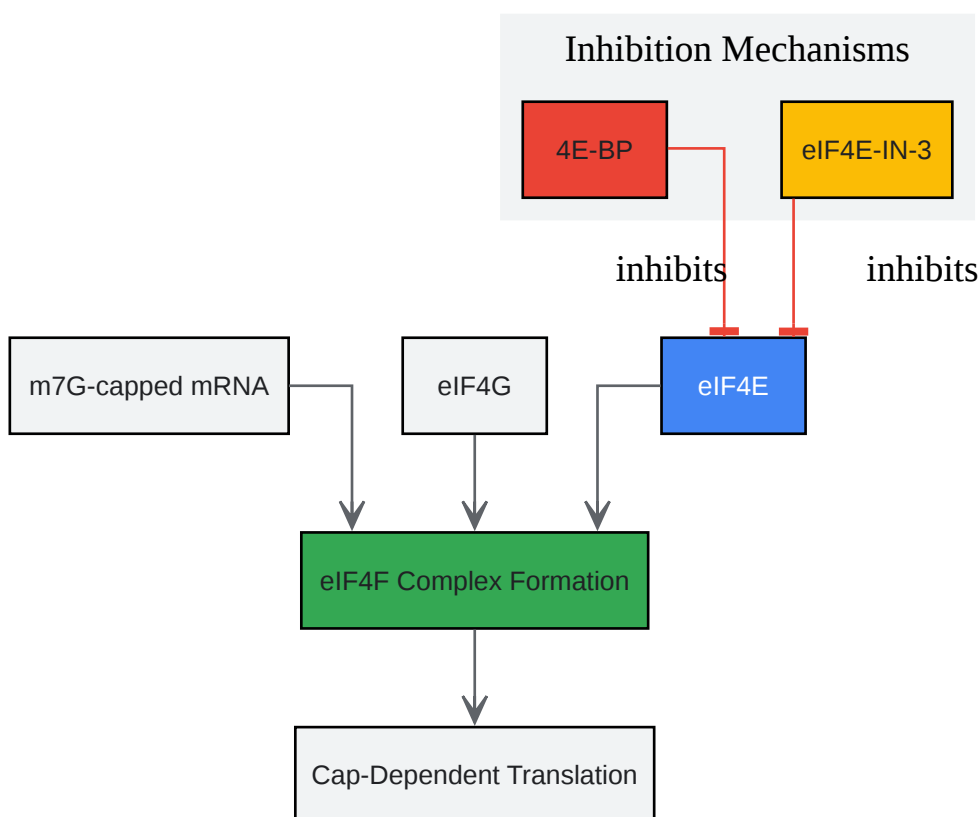 Inhibition Mechanisms
4E-BP
eIF4E-IN-3
inhibits
inhibits
m7G-capped mRNA
eIF4G
eIF4E
eIF4F Complex Formation
Cap-Dependent Translation